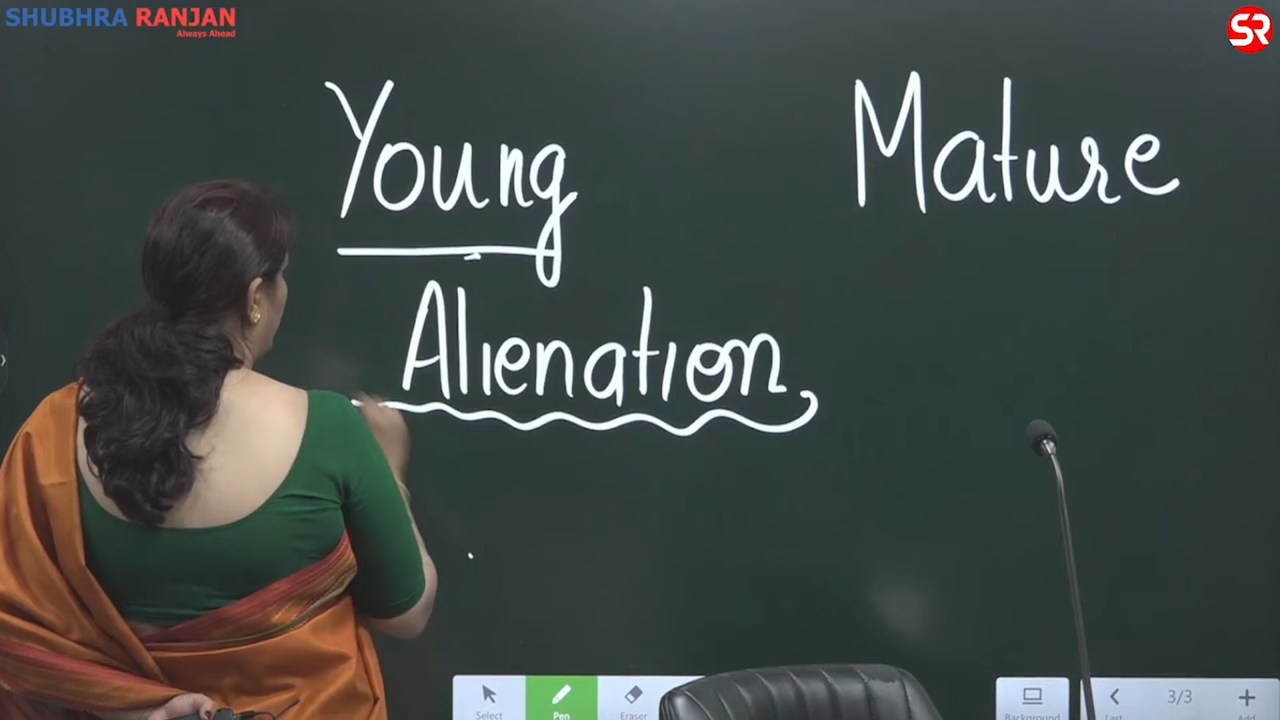 SHUBHRA RANJAN
Always Ahead
SR
Young
Mature
Alienation
Select
Pen
Eraser
Background
Last
3/3
Add